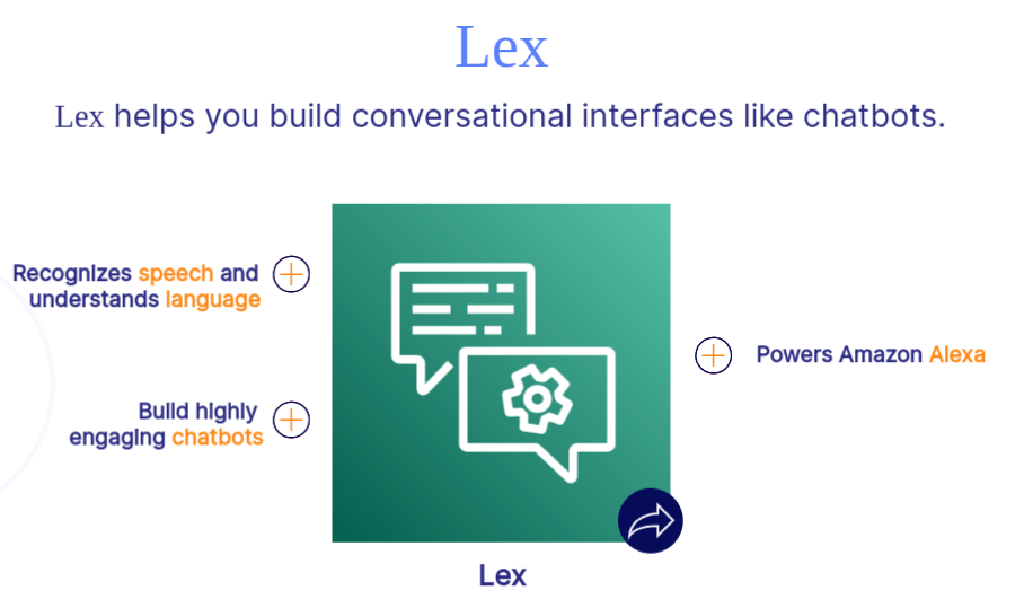 Lex
Lex helps you build conversational interfaces like chatbots.
Recognizes speech and
understands language
Build highly
engaging chatbots
Powers Amazon Alexa
Lex